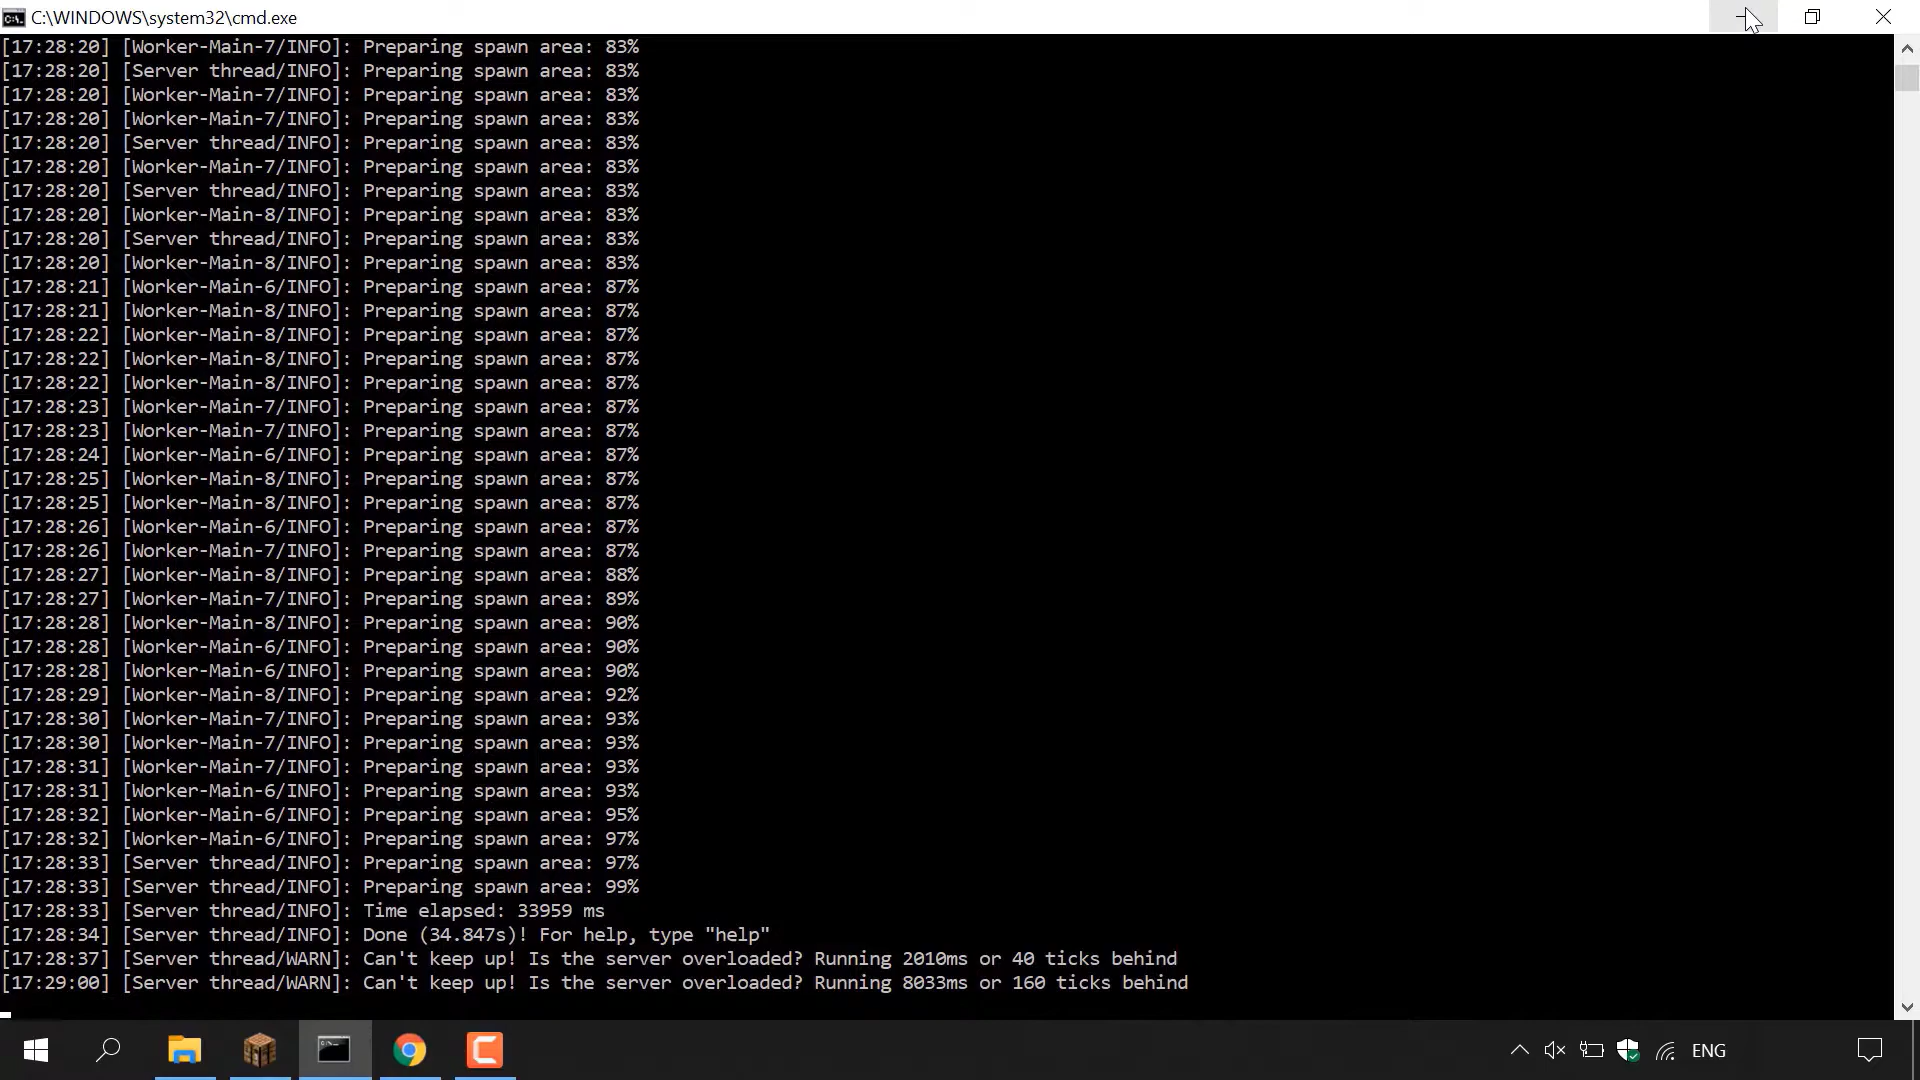 C:\WINDOWS\system32\cmd.exe
[17:28:20] [Worker-Main-7/INFO]: Preparing spawn area: 83%
[17:28:20] [Server thread/INFO]: Preparing spawn area: 83%
[17:28:20] [Worker-Main-7/INFO]: Preparing spawn area: 83%
[17:28:20] [Worker-Main-7/INFO]: Preparing spawn area: 83%
[17:28:20] [Server thread/INFO]: Preparing spawn area: 83%
[17:28:20] [Worker-Main-7/INFO]: Preparing spawn area: 83%
[17:28:20] [Server thread/INFO]: Preparing spawn area: 83%
[17:28:20] [Worker-Main-8/INFO]: Preparing spawn area: 83%
[17:28:20] [Server thread/INFO]: Preparing spawn area: 83%
[17:28:20] [Worker-Main-8/INFO]: Preparing spawn area: 83%
[17:28:21] [Worker-Main-6/INFO]: Preparing spawn area: 87%
[17:28:21] [Worker-Main-8/INFO]: Preparing spawn area: 87%
[17:28:22] [Worker-Main-8/INFO]: Preparing spawn area: 87%
[17:28:22] [Worker-Main-8/INFO]: Preparing spawn area: 87%
[17:28:22] [Worker-Main-8/INFO]: Preparing spawn area: 87%
[17:28:23] [Worker-Main-7/INFO]: Preparing spawn area: 87%
[17:28:23] [Worker-Main-7/INFO]: Preparing spawn area: 87%
[17:28:24] [Worker-Main-6/INFO]: Preparing spawn area: 87%
[17:28:25] [Worker-Main-8/INFO]: Preparing spawn area: 87%
[17:28:25] [Worker-Main-8/INFO]: Preparing spawn area: 87%
[17:28:26] [Worker-Main-6/INFO]: Preparing spawn area: 87%
[17:28:26] [Worker-Main-7/INFO]: Preparing spawn area: 87%
[17:28:27] [Worker-Main-8/INFO]: Preparing spawn area: 88%
[17:28:27] [Worker-Main-7/INFO]: Preparing spawn area: 89%
[17:28:28] [Worker-Main-8/INFO]: Preparing spawn area: 90%
[17:28:28] [Worker-Main-6/INFO]: Preparing spawn area: 90%
[17:28:28] [Worker-Main-6/INFO]: Preparing spawn area: 90%
[17:28:29] [Worker-Main-8/INFO]: Preparing spawn area: 92%
[17:28:30] [Worker-Main-7/INFO]: Preparing spawn area: 93%
[17:28:30] [Worker-Main-7/INFO]: Preparing spawn area: 93%
[17:28:31] [Worker-Main-7/INFO]: Preparing spawn area: 93%
[17:28:31] [Worker-Main-6/INFO]: Preparing spawn area: 93%
[17:28:32] [Worker-Main-6/INFO]: Preparing spawn area: 95%
[17:28:32] [Worker-Main-6/INFO]: Preparing spawn area: 97%
[17:28:33] [Server thread/INFO]: Preparing spawn area: 97%
[17:28:33] [Server thread/INFO]: Preparing spawn area: 99%
[17:28:33] [Server thread/INFO]: Time elapsed: 33959 ms
[17:28:34] [Server thread/INFO]: Done (34.847s)! For help, type "help"
[17:28:37] [Server thread/WARN]: Can't keep up! Is the server overloaded? Running 2010ms or 40 ticks behind
[17:29:00] [Server thread/WARN]: Can't keep up! Is the server overloaded? Running 8033ms or 160 ticks behind
ENG